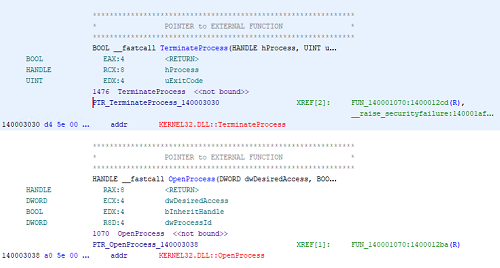 ************************************************************
* POINTER to EXTERNAL FUNCTION *
************************************************************
BOOL __fastcall TerminateProcess(HANDLE hProcess, UINT u...
BOOL EAX:4 <RETURN>
HANDLE RCX:8 hProcess
UINT EDX:4 uExitCode
1476 TerminateProcess <<not bound>>
PTR_TerminateProcess_140003030 XREF[2]: FUN_140001070:1400012cd(R),
__raise_securityfailure:140001af...
140003030 d4 5e 00 ... addr KERNEL32.DLL::TerminateProcess
************************************************************
* POINTER to EXTERNAL FUNCTION *
************************************************************
HANDLE __fastcall OpenProcess(DWORD dwDesiredAccess, BOO...
HANDLE RAX:8 <RETURN>
DWORD ECX:4 dwDesiredAccess
BOOL EDX:4 bInheritHandle
DWORD R8D:4 dwProcessId
1070 OpenProcess <<not bound>>
PTR_OpenProcess_140003038 XREF[1]: FUN_140001070:1400012ba(R)
140003038 a0 5e 00 ... addr KERNEL32.DLL::OpenProcess